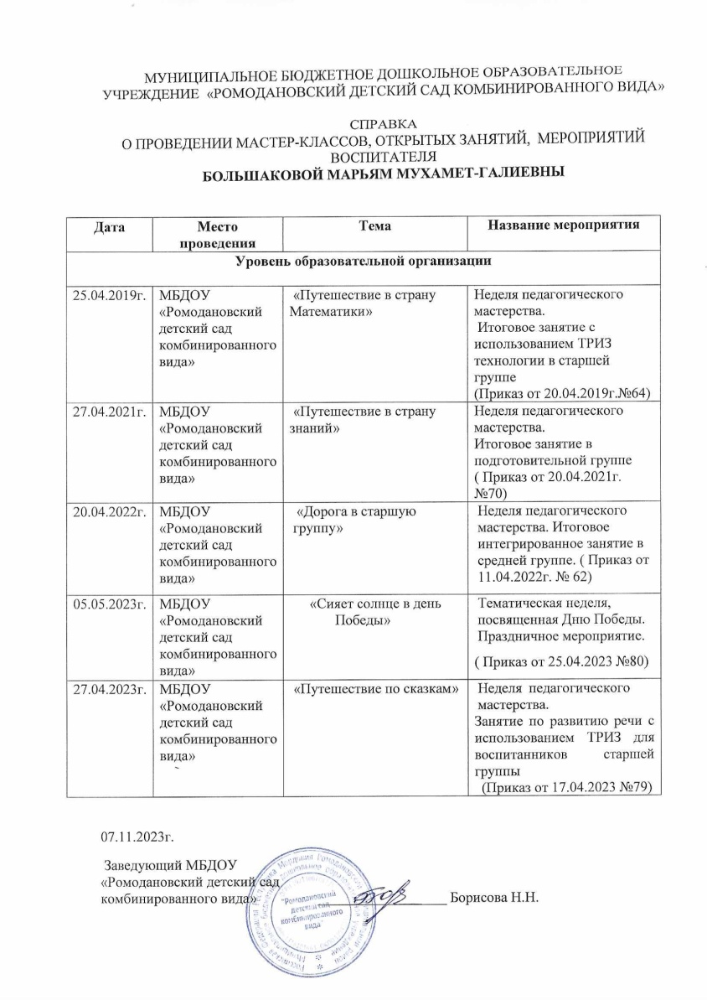 МУНИЦИПАЛЬНОЕ БЮДЖЕТНОЕ ДОШКОЛЬНОЕ ОБРАЗОВАТЕЛЬНОЕ
УЧРЕЖДЕНИЕ «РОМОДАНОВСКИЙ ДЕТСКИЙ САД КОМБИНИРОВАННОГО ВИДА»
СПРАВКА
О ПРОВЕДЕНИИ МАСТЕР-КЛАССОВ, ОТКРЫТЫХ ЗАНЯТИЙ, МЕРОПРИЯТИЙ
ВОСПИТАТЕЛЯ
БОЛЬШАКОВОЙ МАРЬЯМ МУХАМЕТ-ГАЛИЕВНЫ
Дата
Место
проведения
Тема
Название мероприятия
Уровень образовательной организации
25.04.2019г.
МБДОУ
«Ромодановский
детский сад
комбинированного
вида»
«Путешествие в страну
Математики»
Неделя педагогического
мастерства.
Итоговое занятие с
использованием ТРИЗ
технологии в старшей
группе
(Приказ от 20.04.2019г.№64)
27.04.2021г.
МБДОУ
«Ромодановский
детский сад
комбинированного
вида»
«Путешествие в страну
знаний»
Неделя педагогического
мастерства.
Итоговое занятие в
подготовительной группе
( Приказ от 20.04.2021г.
№70)
20.04.2022г.
МБДОУ
«Ромодановский
детский сад
комбинированного
вида»
«Дорога в старшую
группу»
Неделя педагогического
мастерства. Итоговое
интегрированное занятие в
средней группе. ( Приказ от
11.04.2022г. № 62)
05.05.2023г.
МБДОУ
«Ромодановский
детский сад
комбинированного
вида»
«Сияет солнце в день
Победы»
Тематическая неделя,
посвященная Дню Победы.
Праздничное мероприятие.
( Приказ от 25.04.2023 №80)
27.04.2023г.
МБДОУ
«Ромодановский
детский сад
комбинированного
вида»
«Путешествие по сказкам»
Неделя педагогического
мастерства.
Занятие по развитию речи с
использованием ТРИЗ для
воспитанников старшей
группы
(Приказ от 17.04.2023 №79)
07.11.2023г.
Заведующий МБДОУ
«Ромодановский детский сад
комбинированного вида» Борисова Н.Н.
"Ромодановский
детский сад
комбинированного
вида"